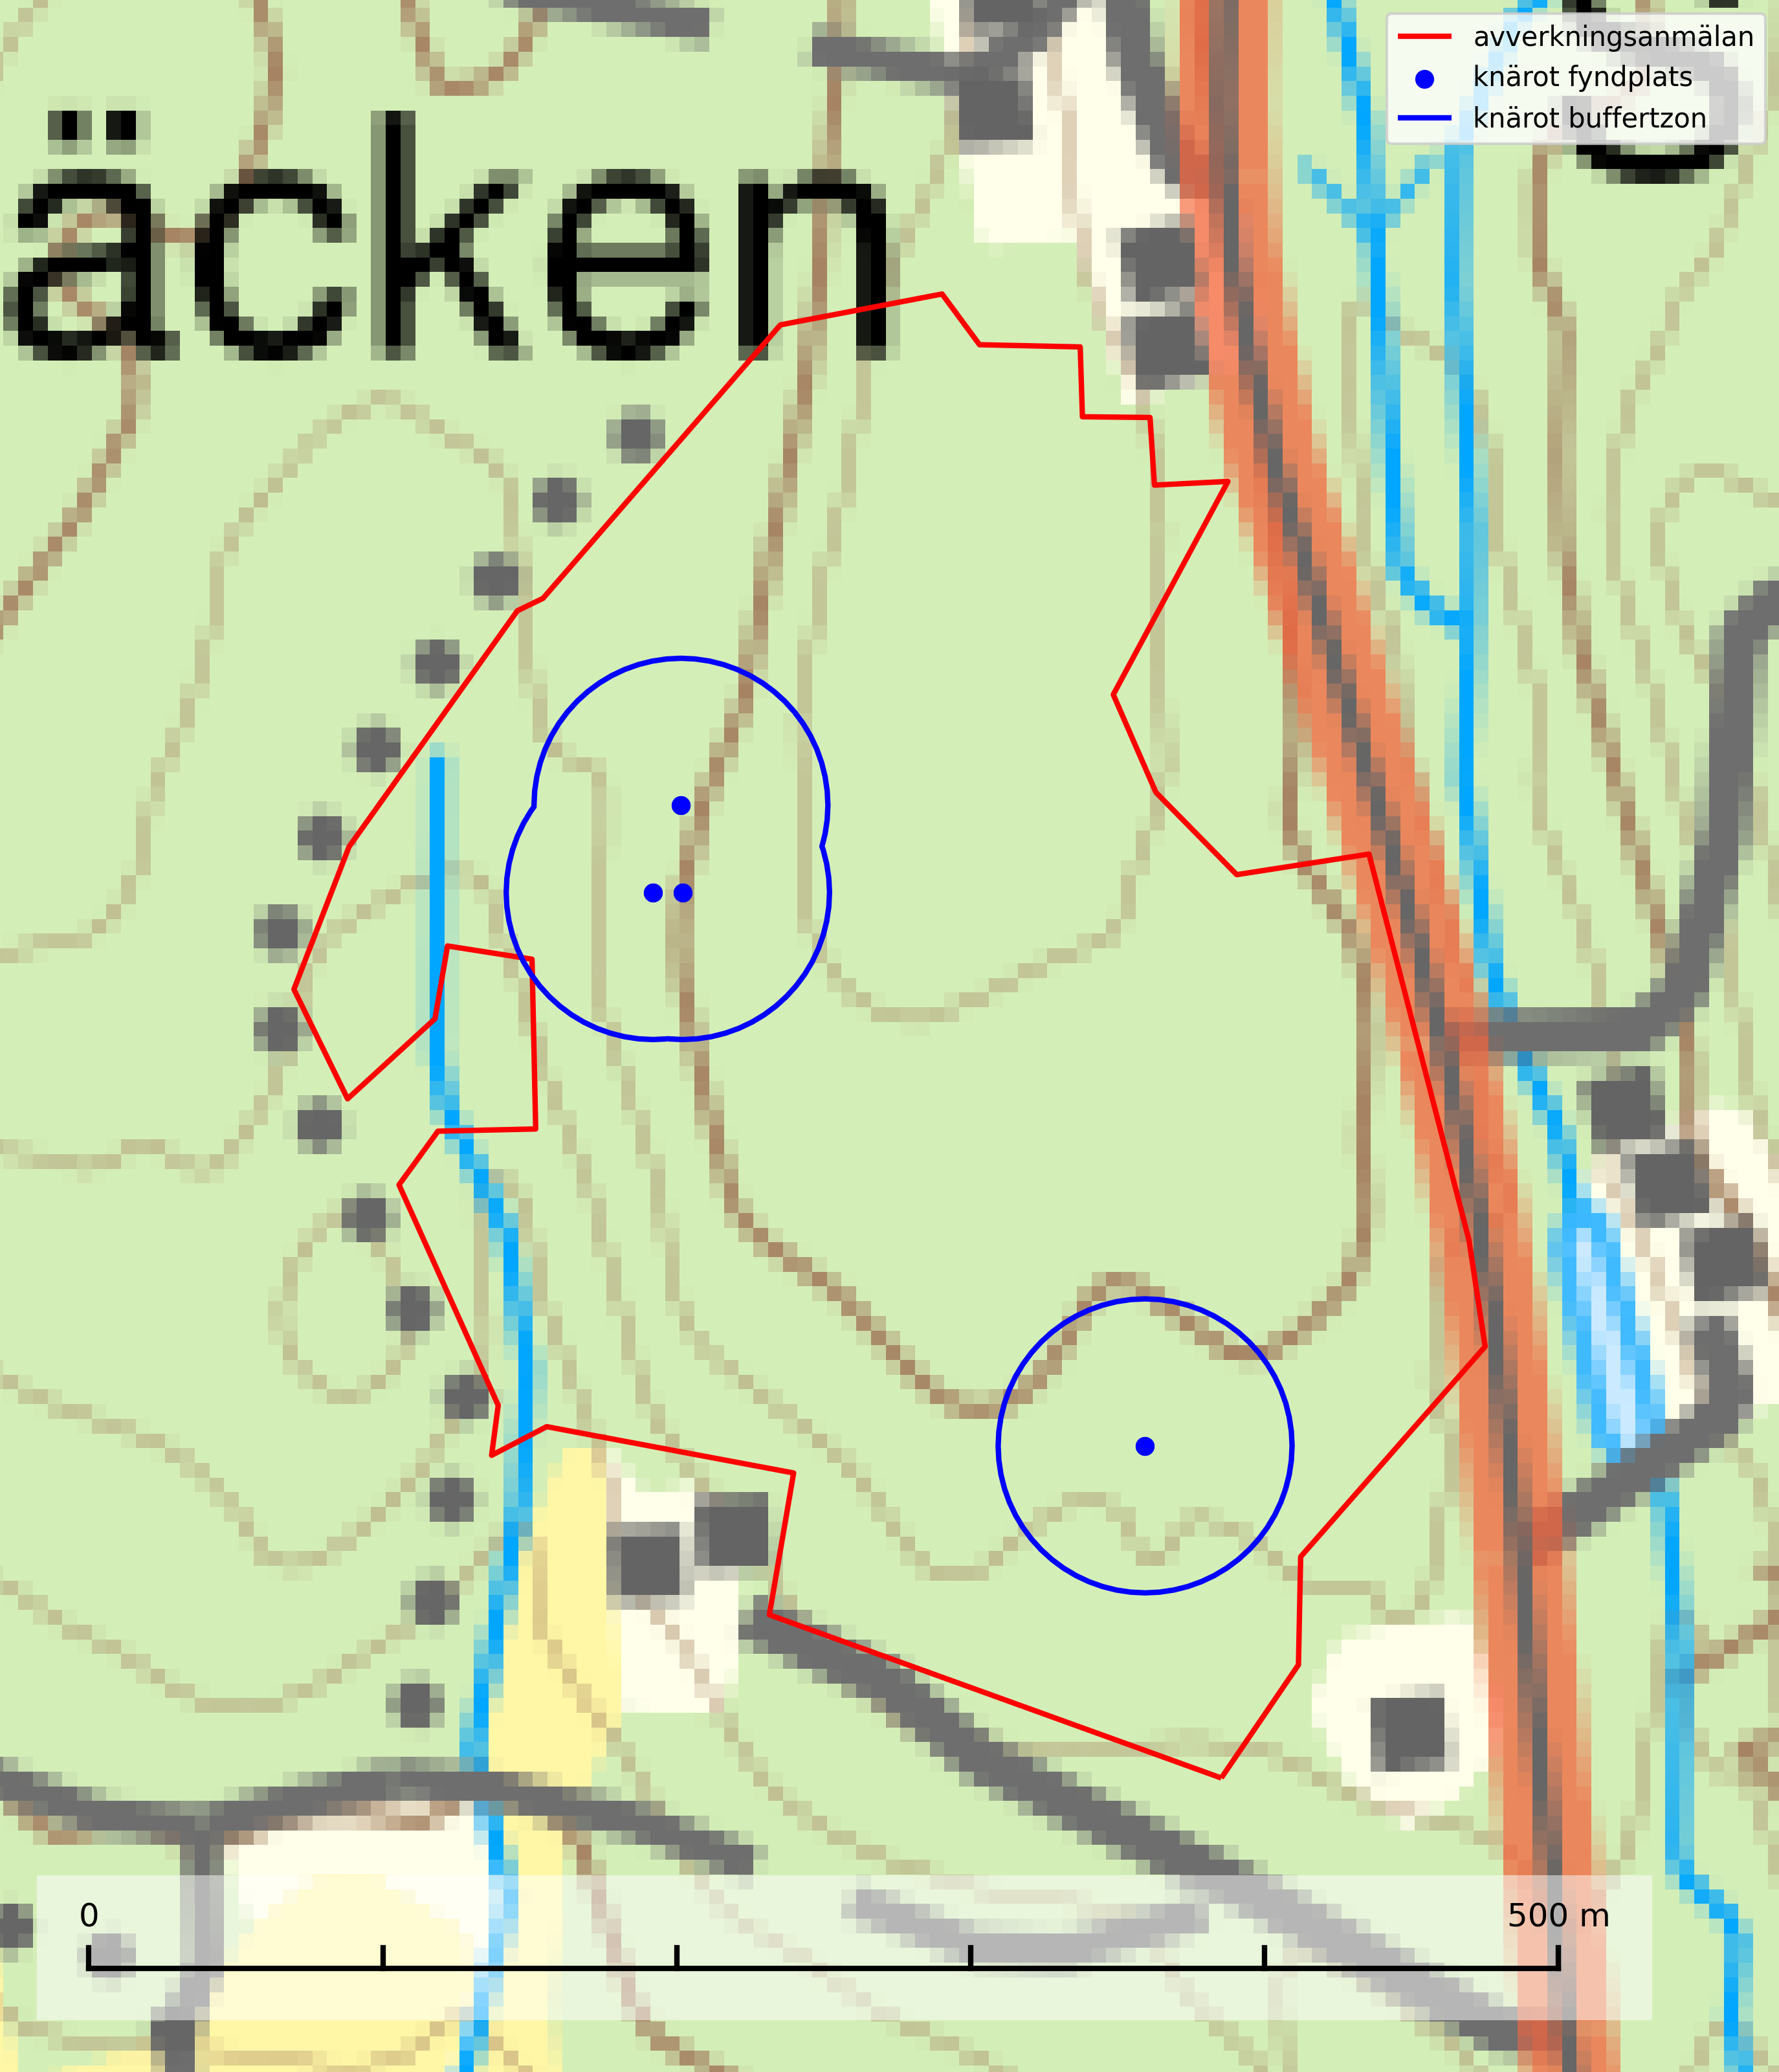 avverkningsanmälan
knärot fyndplats
knärot buffertzon
äcken
0
500 m